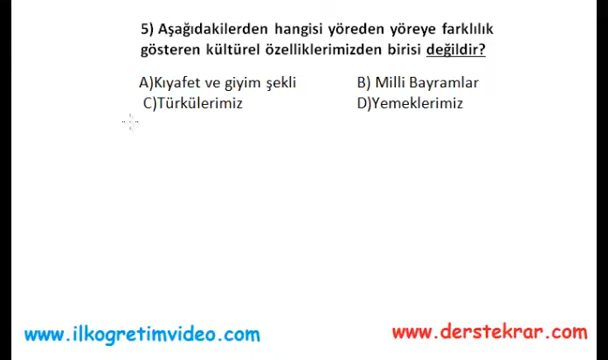 5) Aşağıdakilerden hangisi yöreden yöreye farklılık
gösteren kültürel özelliklerimizden birisi değildir?
A)Kıyafet ve giyim şekli B) Milli Bayramlar
C)Türkülerimiz D)Yemeklerimiz
www.ilkogretimvideo.com www.derstekrar.com